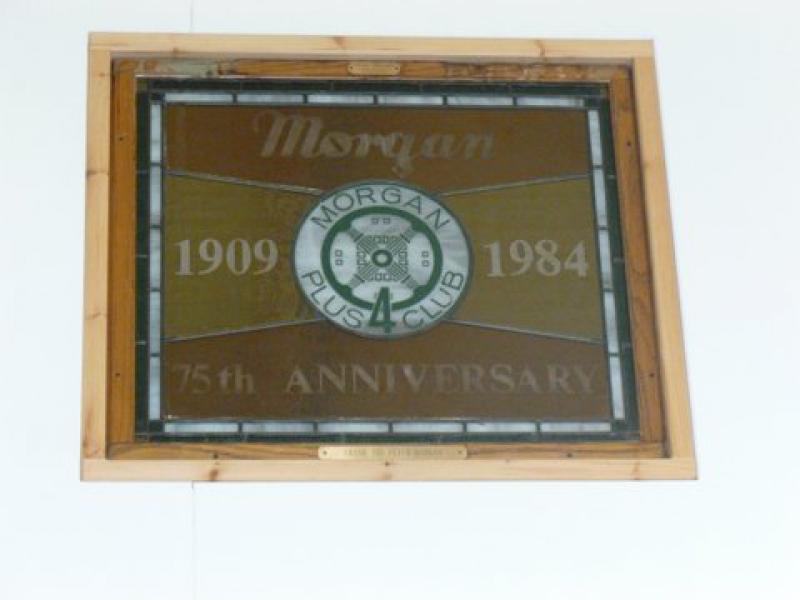 Morgan
MORGAN
1909 1984
PLUS 4 CLUB
75th ANNIVERSARY